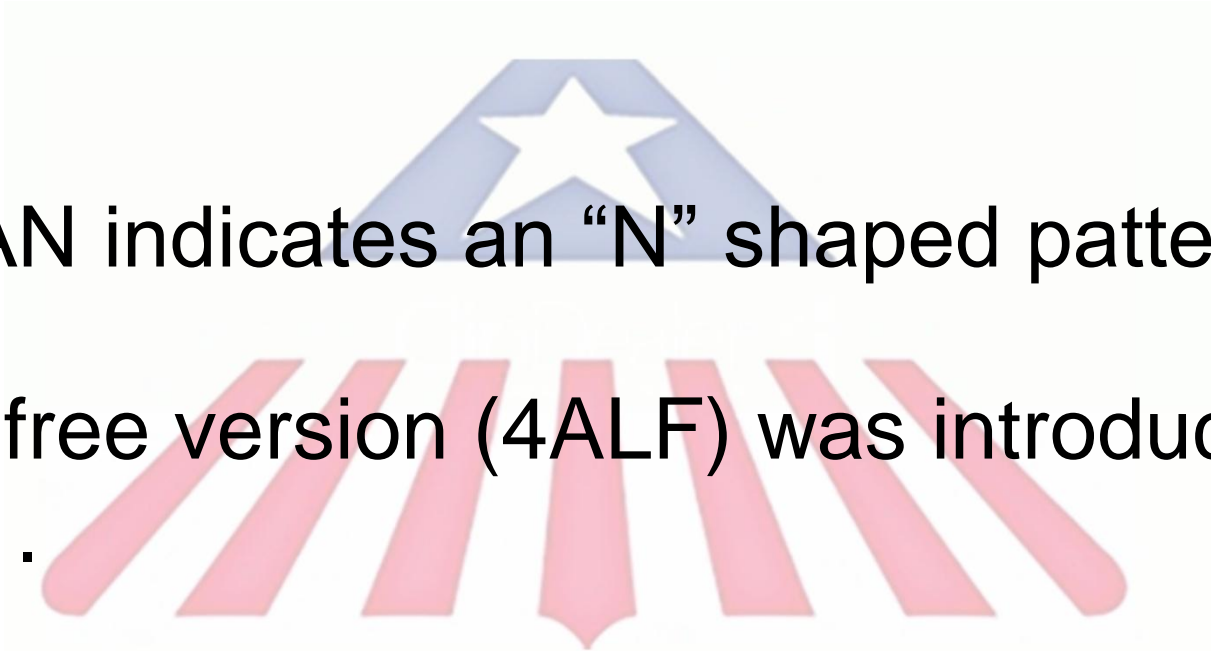 AN indicates an “N” shaped patte
free version (4ALF) was introduc
.